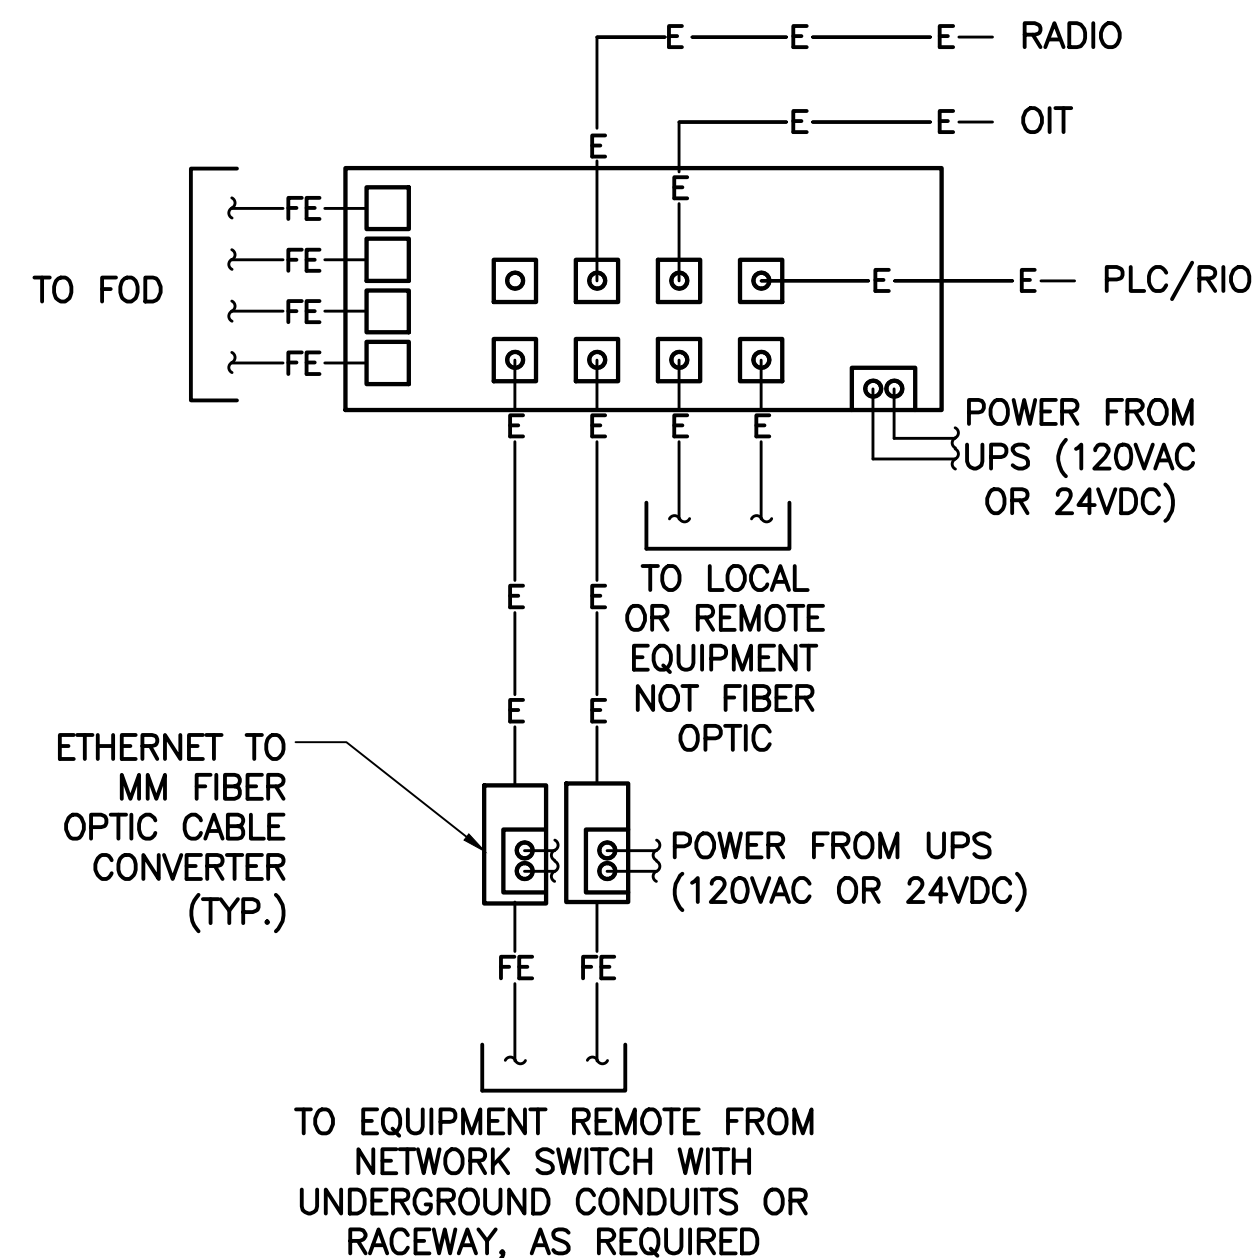 E E E RADIO
E E OIT
E
E
FE
FE
TO FOD
FE
FE
E E PLC/RIO
POWER FROM
UPS (120VAC
OR 24VDC)
E E E E
TO LOCAL
OR REMOTE
EQUIPMENT
NOT FIBER
OPTIC
E E
E E
ETHERNET TO
MM FIBER
OPTIC CABLE
CONVERTER
(TYP.)
POWER FROM UPS
(120VAC OR 24VDC)
FE FE
TO EQUIPMENT REMOTE FROM
NETWORK SWITCH WITH
UNDERGROUND CONDUITS OR
RACEWAY, AS REQUIRED